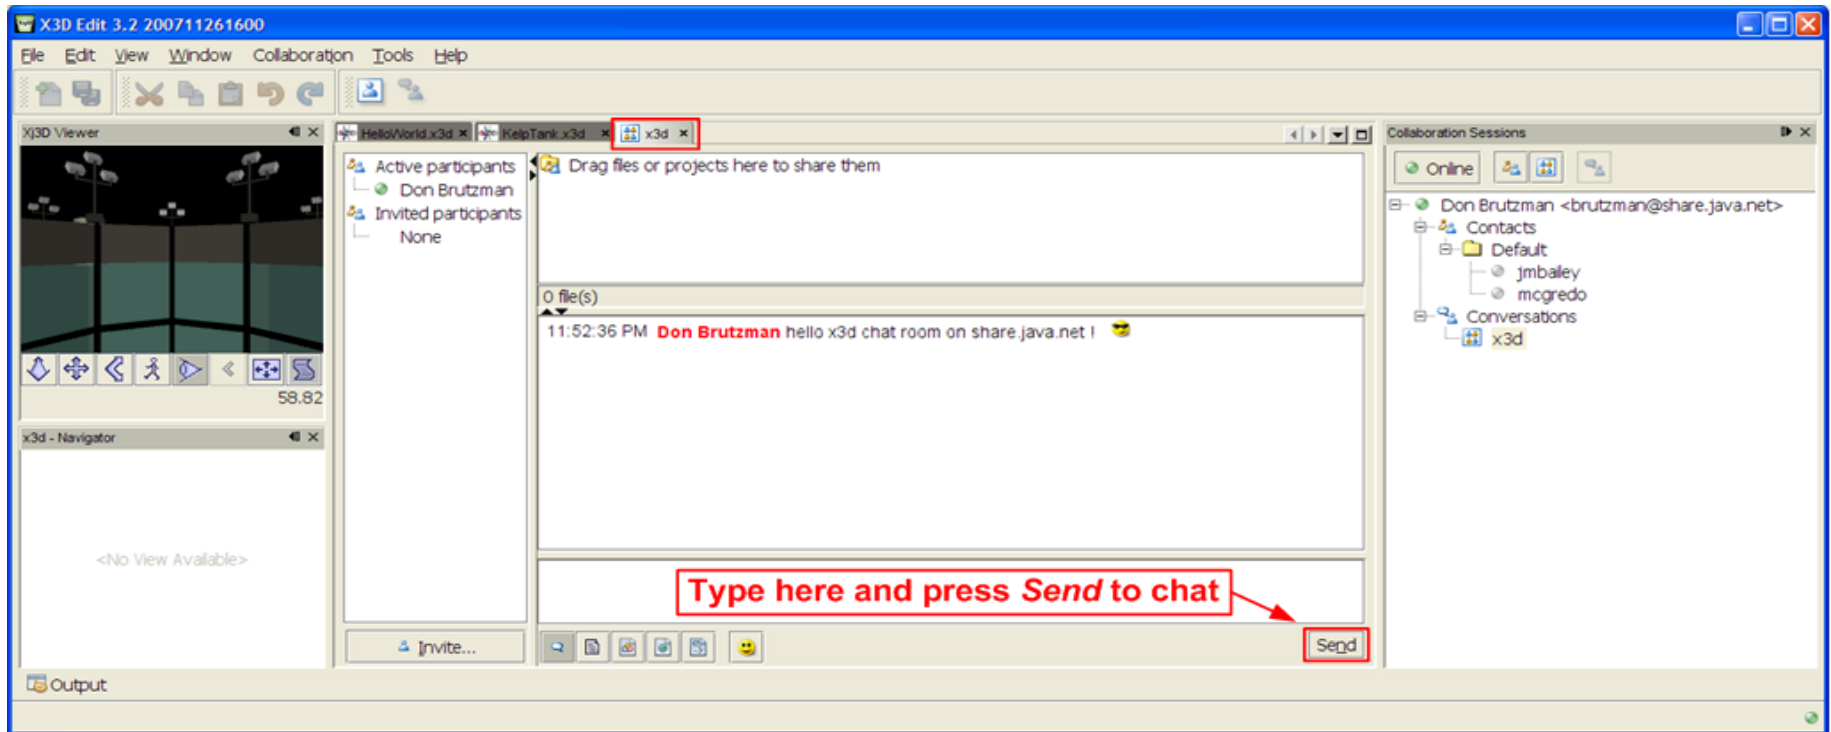 X3D Edit 3.2 200711261600
File Edit View Window Collaboration Tools Help
Xj3D Viewer
HelloWorld.x3d
KelpTank.x3d
x3d
Collaboration Sessions
Active participants
Don Brutzman
Invited participants
None
Drag files or projects here to share them
0 file(s)
11:52:36 PM Don Brutzman hello x3d chat room on share.java.net !
Online
Don Brutzman <brutzman@share.java.net>
Contacts
Default
jmbailey
mcgredo
Conversations
x3d
58.82
x3d - Navigator
<No View Available>
Type here and press Send to chat
Invite...
Send
Output